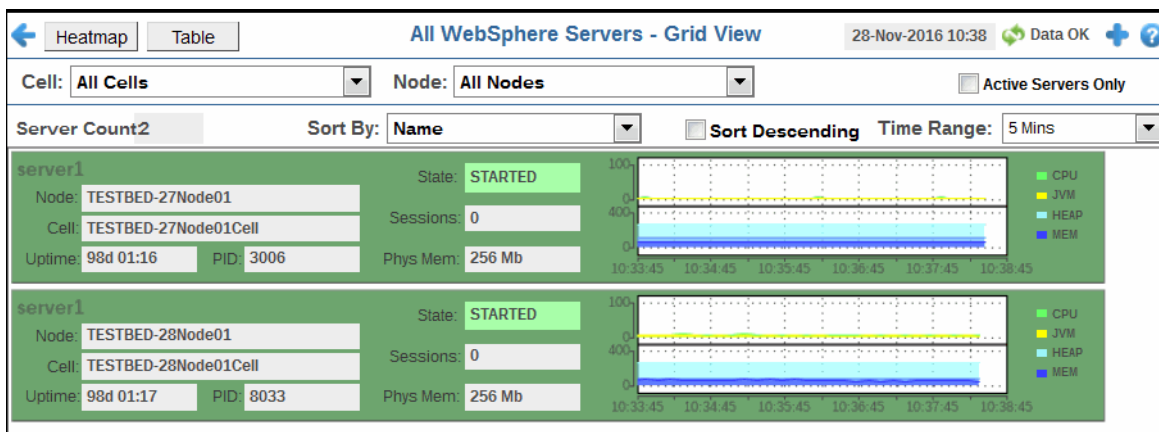 Heatmap Table All WebSphere Servers - Grid View 28-Nov-2016 10:38 Data OK
Cell: All Cells Node: All Nodes Active Servers Only
Server Count2 Sort By: Name Sort Descending Time Range: 5 Mins
server1
Node: TESTBED-27Node01
Cell: TESTBED-27Node01Cell
Uptime: 98d 01:16 PID: 3006
State: STARTED
Sessions: 0
Phys Mem: 256 Mb
100
0
400
0
10:33:45 10:34:45 10:35:45 10:36:45 10:37:45 10:38:45
CPU
JVM
HEAP
MEM
server1
Node: TESTBED-28Node01
Cell: TESTBED-28Node01Cell
Uptime: 98d 01:17 PID: 8033
State: STARTED
Sessions: 0
Phys Mem: 256 Mb
100
0
400
0
10:33:45 10:34:45 10:35:45 10:36:45 10:37:45 10:38:45
CPU
JVM
HEAP
MEM